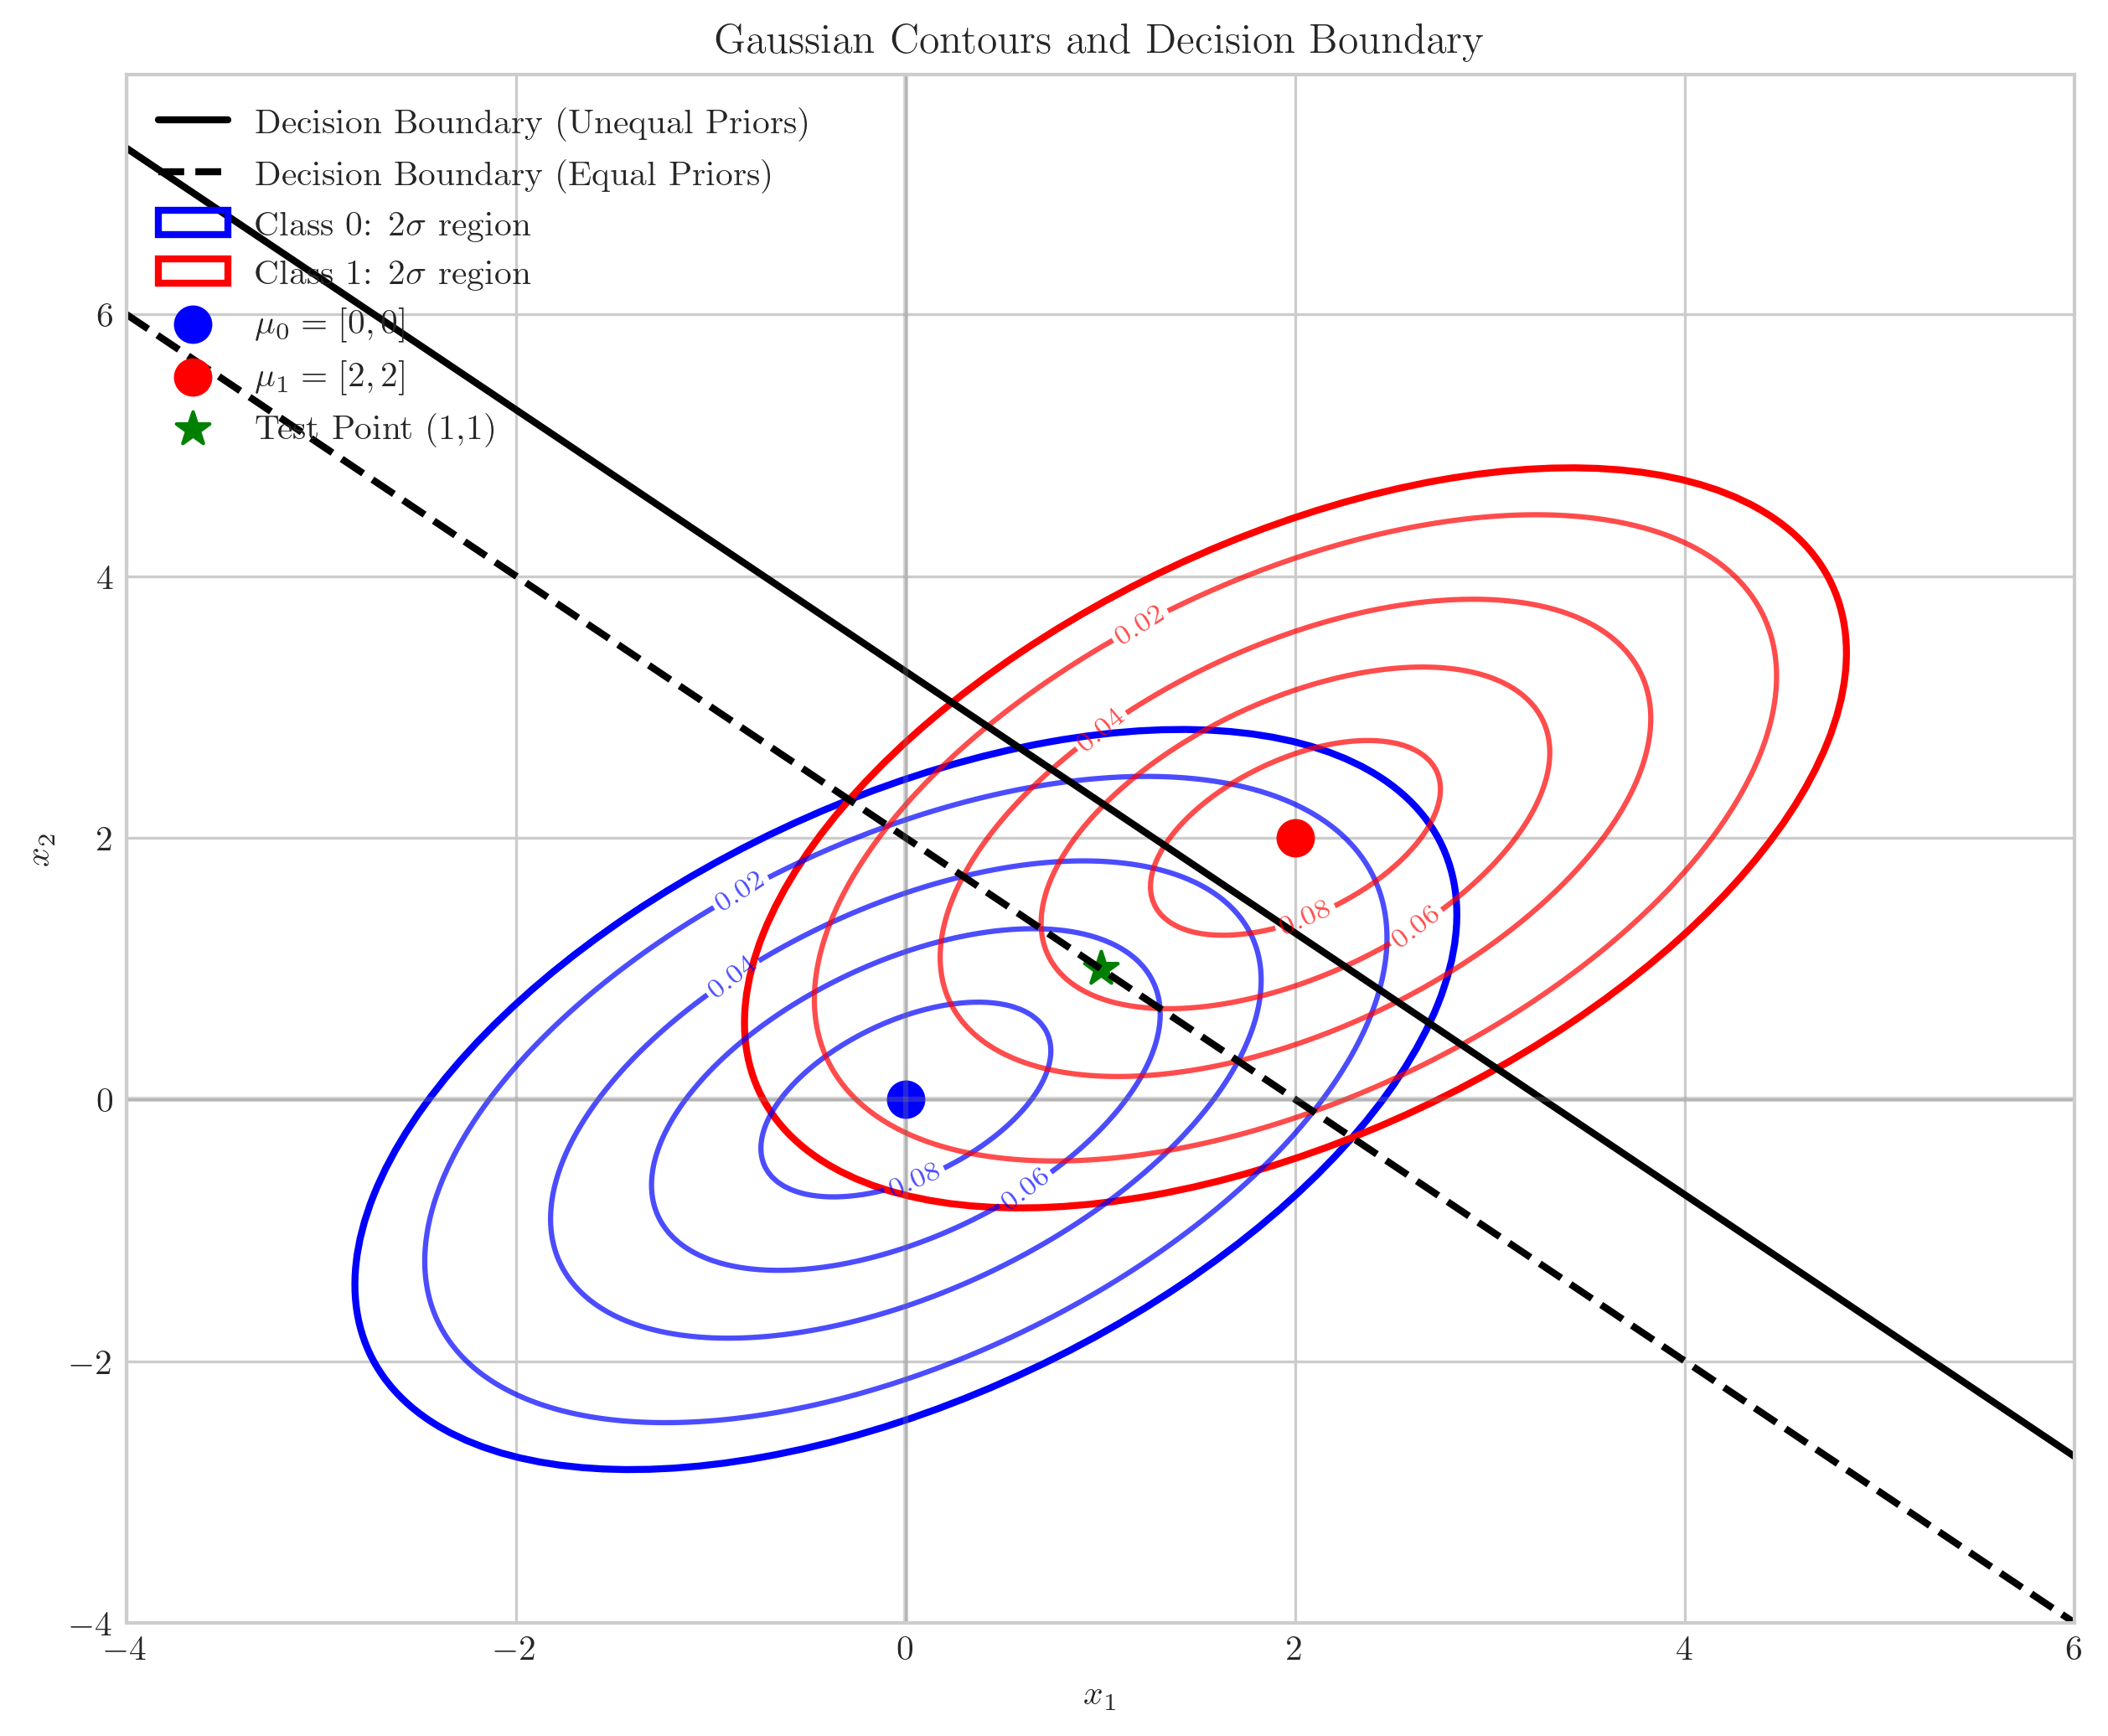 Gaussian Contours and Decision Boundary
Decision Boundary (Unequal Priors)
Decision Boundary (Equal Priors)
Class 0: 2σ region
Class 1: 2σ region
μ₀ = [0, 0]
μ₁ = [2, 2]
Test Point (1,1)
6
4
2
0
−2
−4
x₂
0.02
0.04
0.08
0.06
0.02
0.04
0.08
0.06
−4
−2
0
2
4
6
x₁